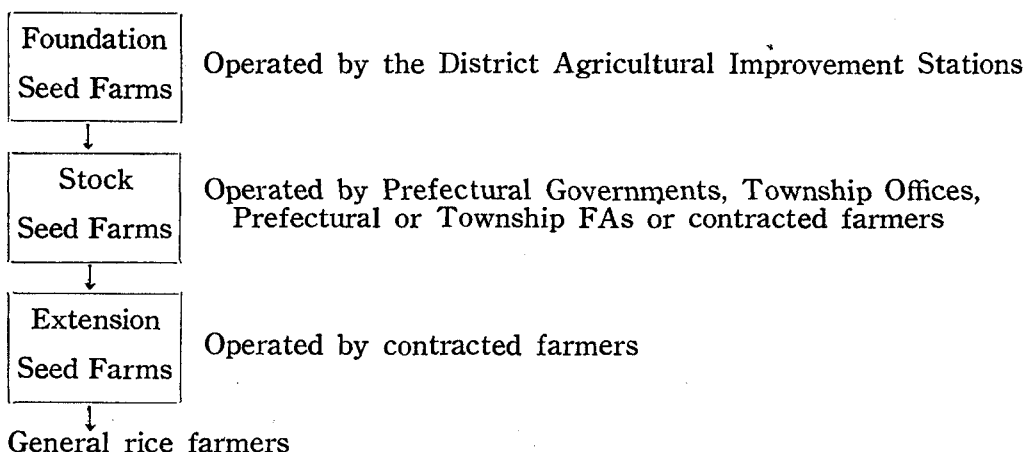 Foundation
Seed Farms
Operated by the District Agricultural Improvement Stations
Stock
Seed Farms
Operated by Prefectural Governments, Township Offices,
Prefectural or Township FAs or contracted farmers
Extension
Seed Farms
Operated by contracted farmers
General rice farmers